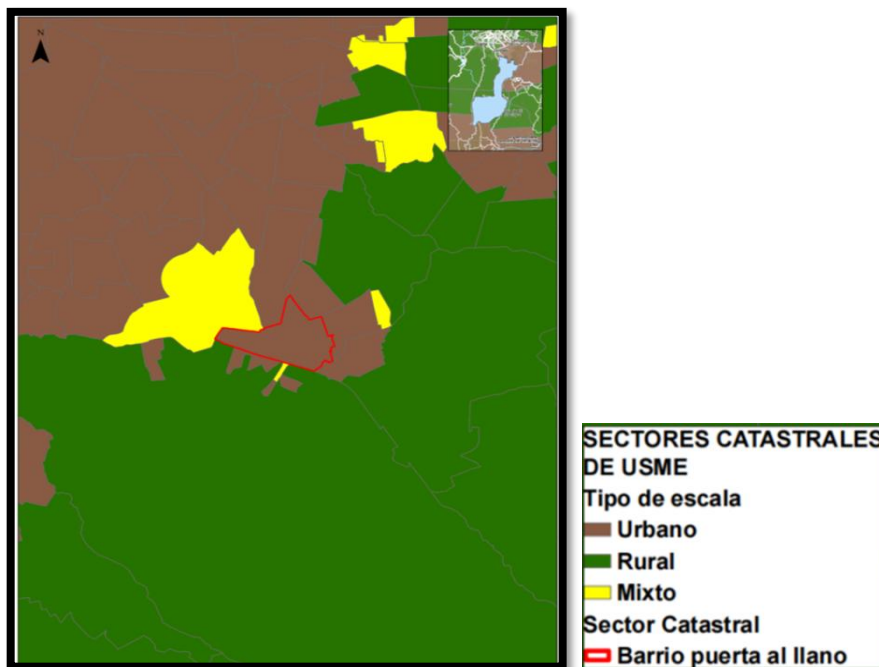 N
SECTORES CATASTRALES
DE USME
Tipo de escala
Urbano
Rural
Mixto
Sector Catastral
Barrio puerta al llano